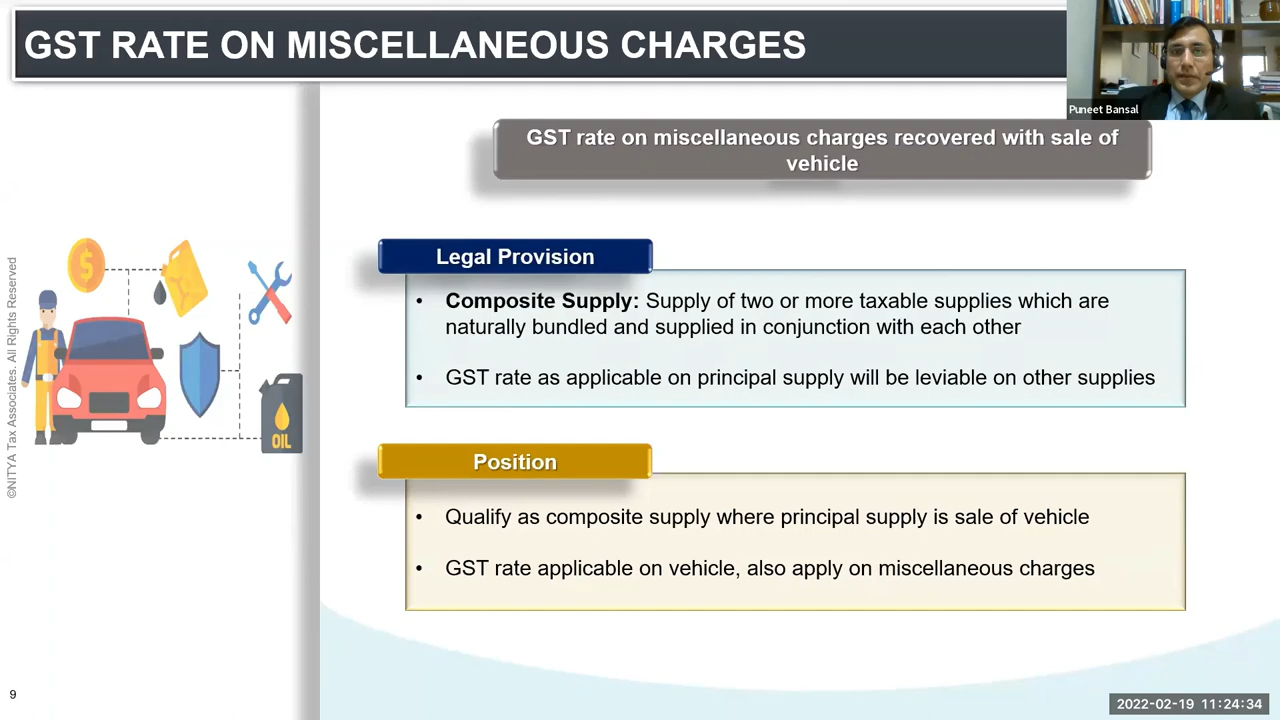 GST RATE ON MISCELLANEOUS CHARGES
Puneet Bansal
GST rate on miscellaneous charges recovered with sale of
vehicle
Legal Provision
• Composite Supply: Supply of two or more taxable supplies which are
naturally bundled and supplied in conjunction with each other
• GST rate as applicable on principal supply will be leviable on other supplies
Position
• Qualify as composite supply where principal supply is sale of vehicle
• GST rate applicable on vehicle, also apply on miscellaneous charges
$
OIL
©NITYA Tax Associates. All Rights Reserved
9
2022-02-19 11:24:34